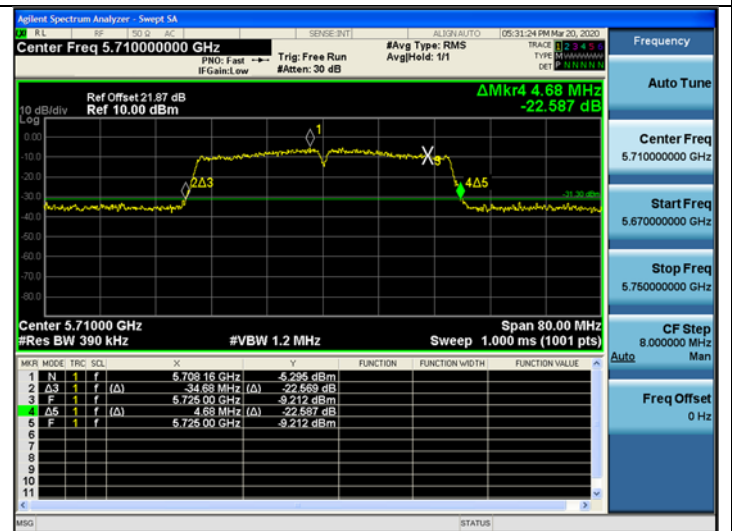 Agilent Spectrum Analyzer - Swept SA
RL RF 50 Ω AC SENSE:INT ALIGN AUTO 05:31:24 PM Mar 20, 2020
Center Freq 5.710000000 GHz
PNO: Fast
IFGain:Low
Trig: Free Run
#Atten: 30 dB
#Avg Type: RMS
Avg|Hold: 1/1
TRACE 1 2 3 4 5 6
TYPE M
DET P N N N N N
Ref Offset 21.87 dB
10 dB/div Ref 10.00 dBm
Log
ΔMkr4 4.68 MHz
-22.587 dB
0.00
-10.0
-20.0
-30.0
-40.0
-50.0
-60.0
-70.0
-80.0
1
2Δ3
4Δ5
-31.30 dBm
Center 5.71000 GHz Span 80.00 MHz
#Res BW 390 kHz #VBW 1.2 MHz Sweep 1.000 ms (1001 pts)
MKR MODE TRC SCL X Y FUNCTION FUNCTION WIDTH FUNCTION VALUE
1 N 1 f 5.708 16 GHz -5.295 dBm
2 Δ3 1 f (Δ) -34.68 MHz (Δ) -22.569 dB
3 F 1 f 5.725 00 GHz -9.212 dBm
4 Δ5 1 f (Δ) 4.68 MHz (Δ) -22.587 dB
5 F 1 f 5.725 00 GHz -9.212 dBm
6
7
8
9
10
11
MSG STATUS
Frequency
Auto Tune
Center Freq
5.710000000 GHz
Start Freq
5.670000000 GHz
Stop Freq
5.750000000 GHz
CF Step
8.000000 MHz
Auto Man
Freq Offset
0 Hz